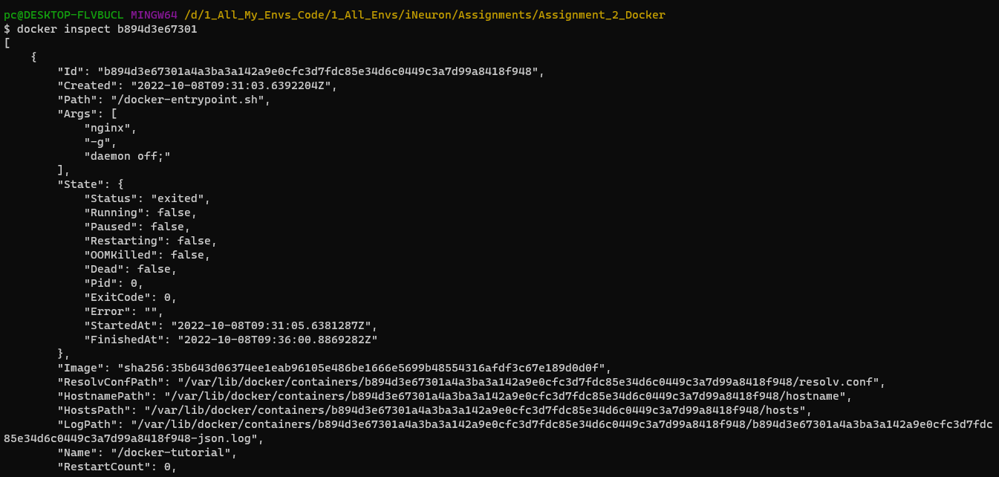 pc@DESKTOP-FLVBUCL MINGW64 /d/1_All_My_Envs_Code/1_All_Envs/iNeuron/Assignments/Assignment_2_Docker
$ docker inspect b894d3e67301
[
    {
        "Id": "b894d3e67301a4a3ba3a142a9e0cfc3d7fdc85e34d6c0449c3a7d99a8418f948",
        "Created": "2022-10-08T09:31:03.6392204Z",
        "Path": "/docker-entrypoint.sh",
        "Args": [
            "nginx",
            "-g",
            "daemon off;"
        ],
        "State": {
            "Status": "exited",
            "Running": false,
            "Paused": false,
            "Restarting": false,
            "OOMKilled": false,
            "Dead": false,
            "Pid": 0,
            "ExitCode": 0,
            "Error": "",
            "StartedAt": "2022-10-08T09:31:05.6381287Z",
            "FinishedAt": "2022-10-08T09:36:00.8869282Z"
        },
        "Image": "sha256:35b643d06374ee1eab96105e486be1666e5699b48554316afdf3c67e189d0d0f",
        "ResolvConfPath": "/var/lib/docker/containers/b894d3e67301a4a3ba3a142a9e0cfc3d7fdc85e34d6c0449c3a7d99a8418f948/resolv.conf",
        "HostnamePath": "/var/lib/docker/containers/b894d3e67301a4a3ba3a142a9e0cfc3d7fdc85e34d6c0449c3a7d99a8418f948/hostname",
        "HostsPath": "/var/lib/docker/containers/b894d3e67301a4a3ba3a142a9e0cfc3d7fdc85e34d6c0449c3a7d99a8418f948/hosts",
        "LogPath": "/var/lib/docker/containers/b894d3e67301a4a3ba3a142a9e0cfc3d7fdc85e34d6c0449c3a7d99a8418f948/b894d3e67301a4a3ba3a142a9e0cfc3d7fdc
85e34d6c0449c3a7d99a8418f948-json.log",
        "Name": "/docker-tutorial",
        "RestartCount": 0,